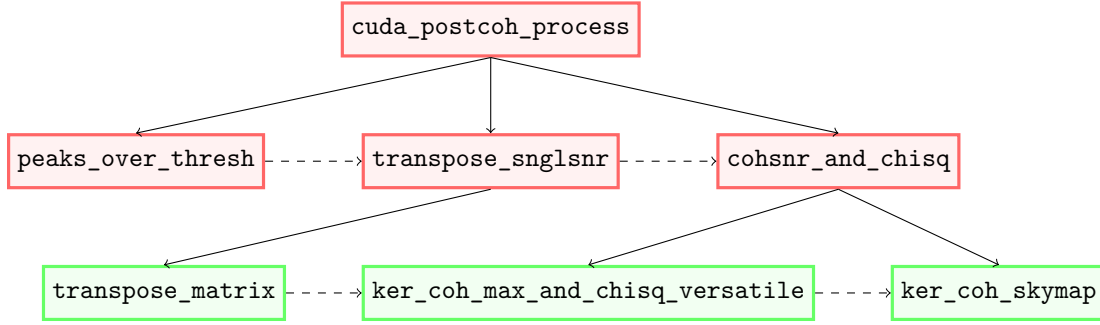 cuda_postcoh_process
peaks_over_thresh
transpose_snglsnr
cohsnr_and_chisq
transpose_matrix
ker_coh_max_and_chisq_versatile
ker_coh_skymap